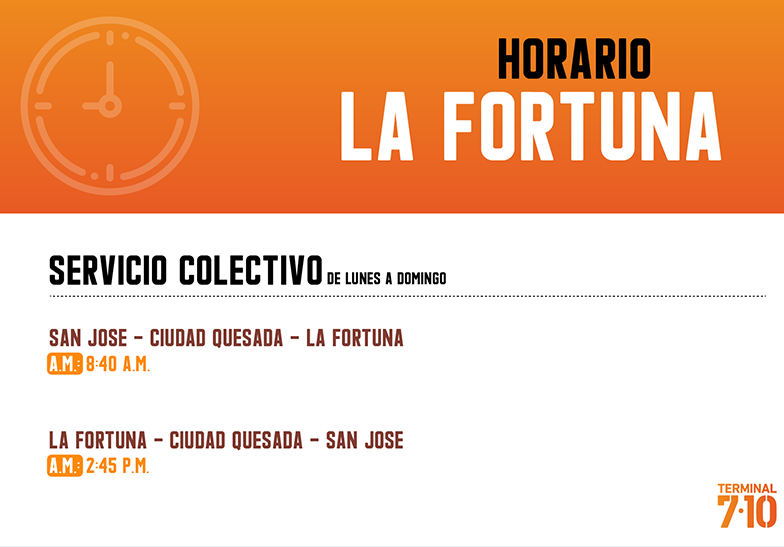 HORARIO
LA FORTUNA
SERVICIO COLECTIVO DE LUNES A DOMINGO
SAN JOSE - CIUDAD QUESADA - LA FORTUNA
A.M.: 8:40 A.M.
LA FORTUNA - CIUDAD QUESADA - SAN JOSE
A.M.: 2:45 P.M.
TERMINAL
7·10